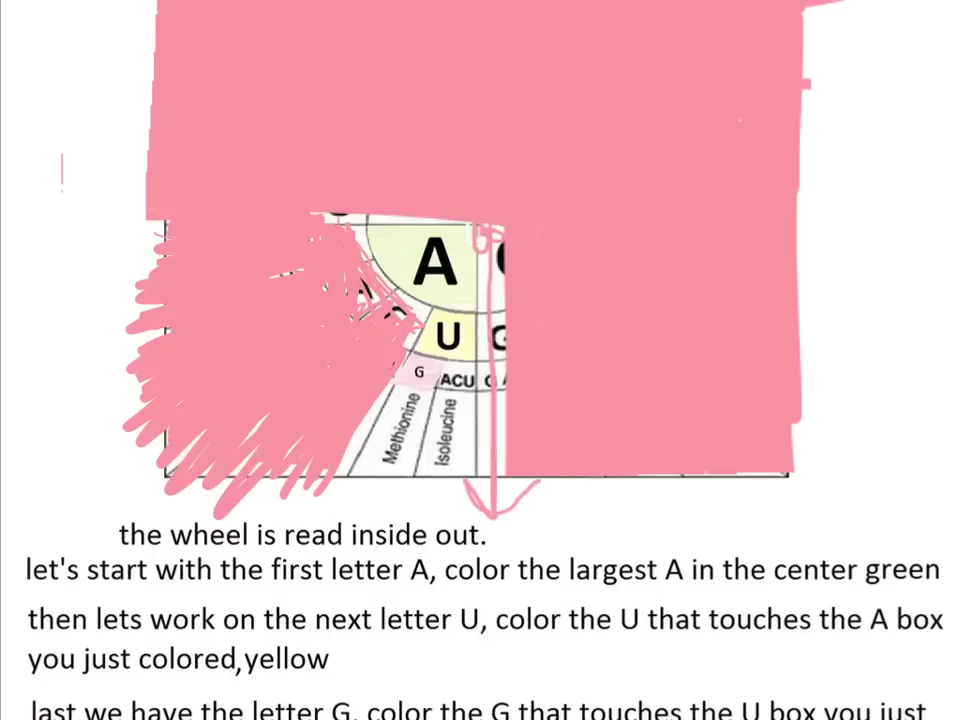 A
U G
G ACU
Methionine
Isoleucine
the wheel is read inside out.
let's start with the first letter A, color the largest A in the center green
then lets work on the next letter U, color the U that touches the A box
you just colored,yellow
last we have the letter G, color the G that touches the U box you just